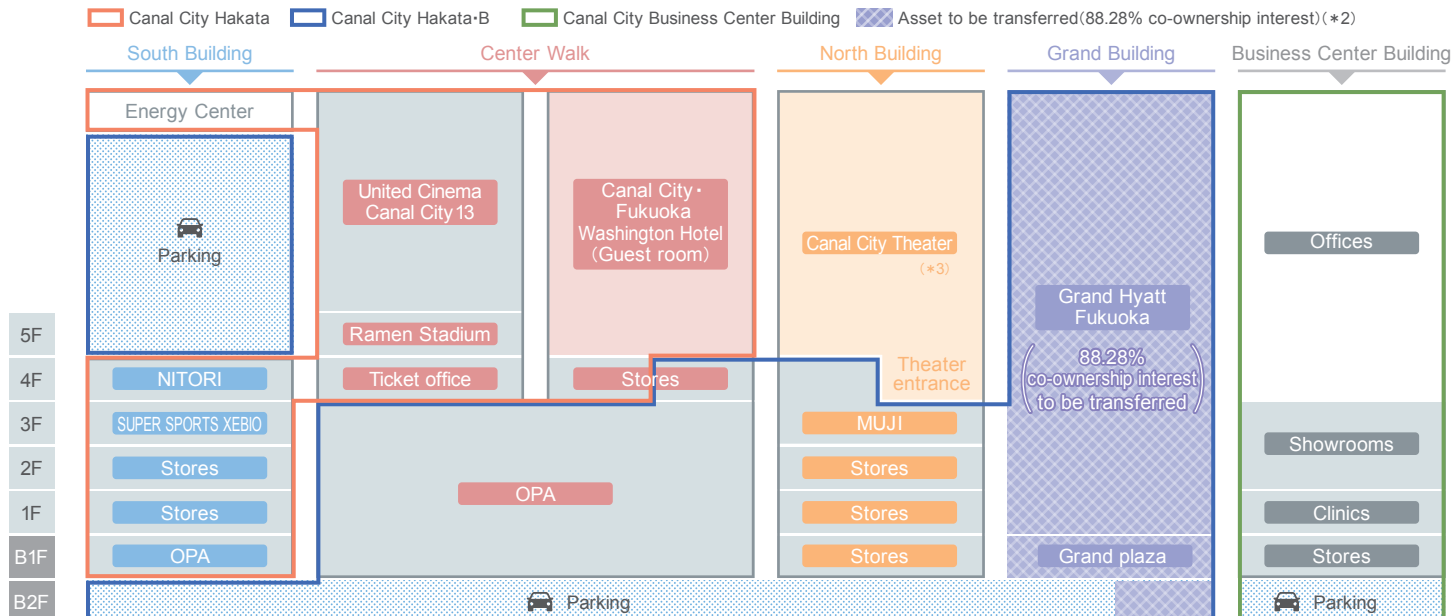 Canal City Hakata
Canal City Hakata・B
Canal City Business Center Building
Asset to be transferred(88.28% co-ownership interest)(*2)
South Building
Center Walk
North Building
Grand Building
Business Center Building
Energy Center
Parking
United Cinema
Canal City 13
Canal City・
Fukuoka
Washington Hotel
(Guest room)
Canal City Theater
(*3)
Offices
Grand Hyatt
Fukuoka
5F
Ramen Stadium
4F
NITORI
Ticket office
Stores
Theater
entrance
88.28%
co-ownership interest
to be transferred
3F
SUPER SPORTS XEBIO
MUJI
Showrooms
2F
Stores
Stores
OPA
1F
Stores
Stores
Clinics
B1F
OPA
Stores
Grand plaza
Stores
B2F
Parking
Parking